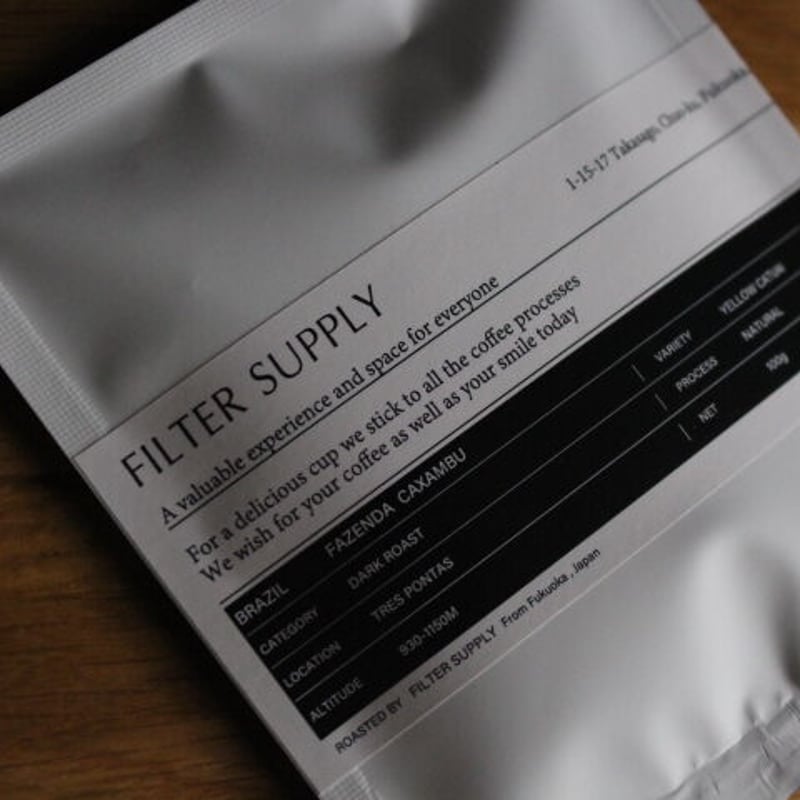 1-15-17 Takasago, Chuo-ku, Fukuoka
FILTER SUPPLY
A valuable experience and space for everyone
For a delicious cup we stick to all the coffee processes
We wish for your coffee as well as your smile today
BRAZIL FAZENDA CAXAMBU
CATEGORY DARK ROAST VARIETY YELLOW CATUAI
LOCATION TRES PONTAS PROCESS NATURAL
ALTITUDE 930-1150M NET 100g
ROASTED BY FILTER SUPPLY From Fukuoka , Japan